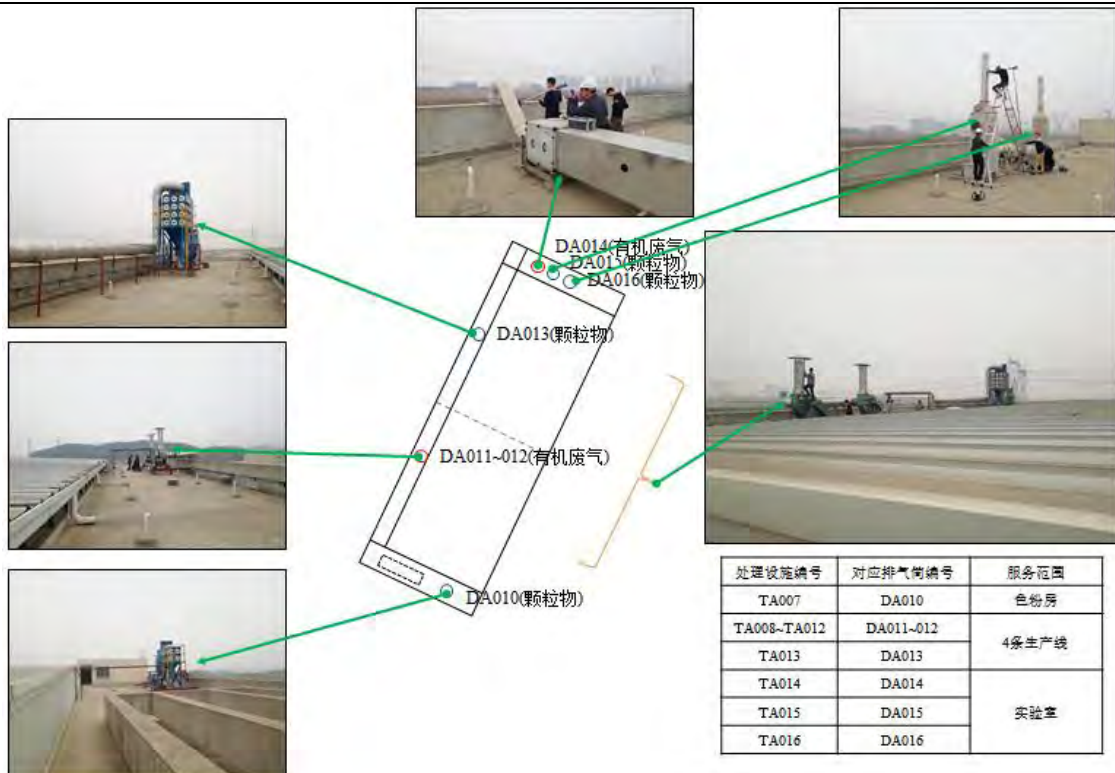 DA014(有机废气)
DA015(颗粒物)
DA016(颗粒物)
DA013(颗粒物)
DA011~012(有机废气)
DA010(颗粒物)
处理设施编号 对应排气筒编号 服务范围
TA007 DA010 色粉房
TA008~TA012 DA011~012 4条生产线
TA013 DA013
TA014 DA014 实验室
TA015 DA015
TA016 DA016